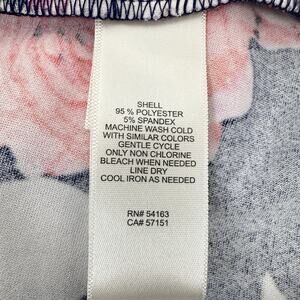 SHELL
95 % POLYESTER
5% SPANDEX
MACHINE WASH COLD
WITH SIMILAR COLORS
GENTLE CYCLE
ONLY NON CHLORINE
BLEACH WHEN NEEDED
LINE DRY
COOL IRON AS NEEDED
RN# 54163
CA# 57151